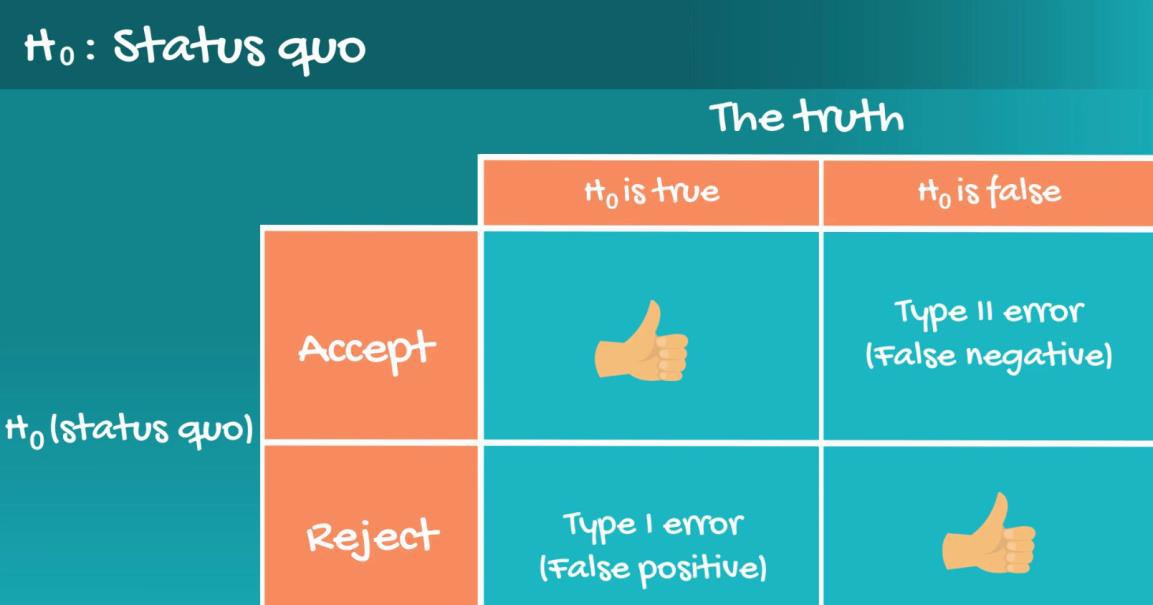 H₀ : Status quo
The truth
H₀ is true
H₀ is false
Accept
Type II error
(False negative)
H₀ (status quo)
Reject
Type I error
(False positive)